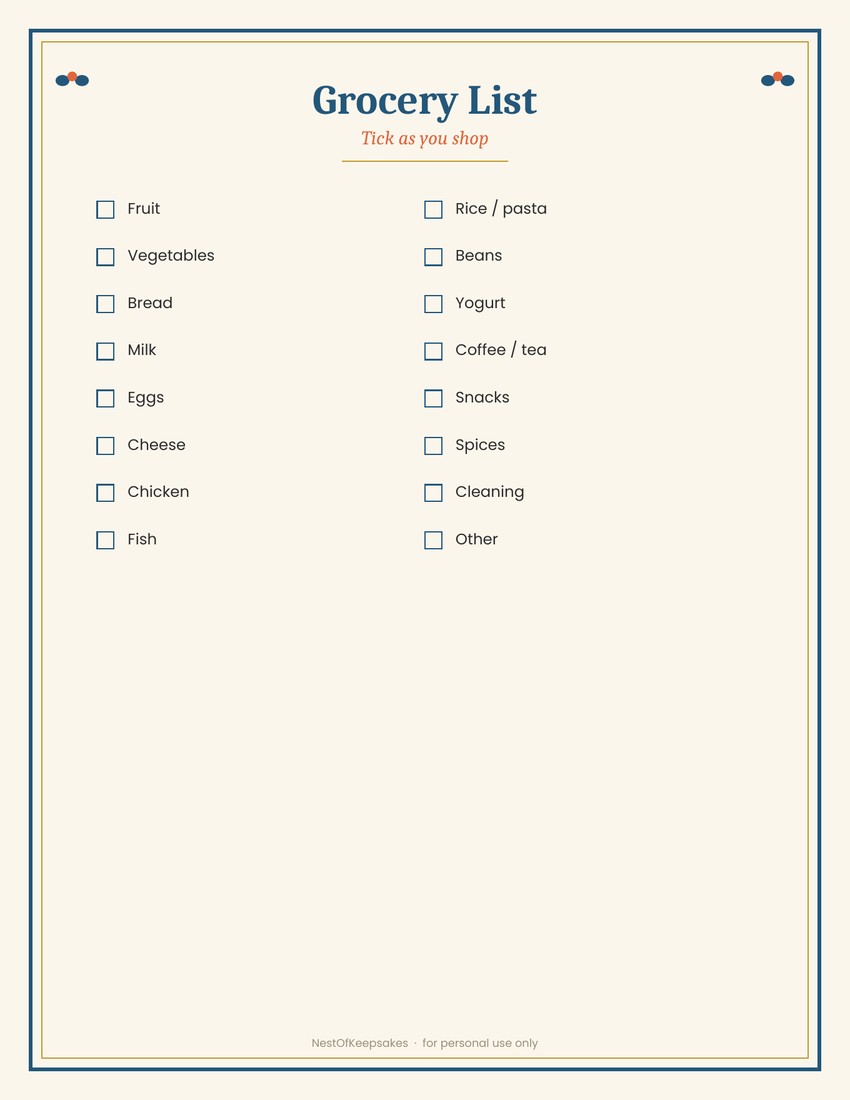 Grocery List
Tick as you shop
Fruit
Vegetables
Bread
Milk
Eggs
Cheese
Chicken
Fish
Rice / pasta
Beans
Yogurt
Coffee / tea
Snacks
Spices
Cleaning
Other
NestOfKeepsakes · for personal use only